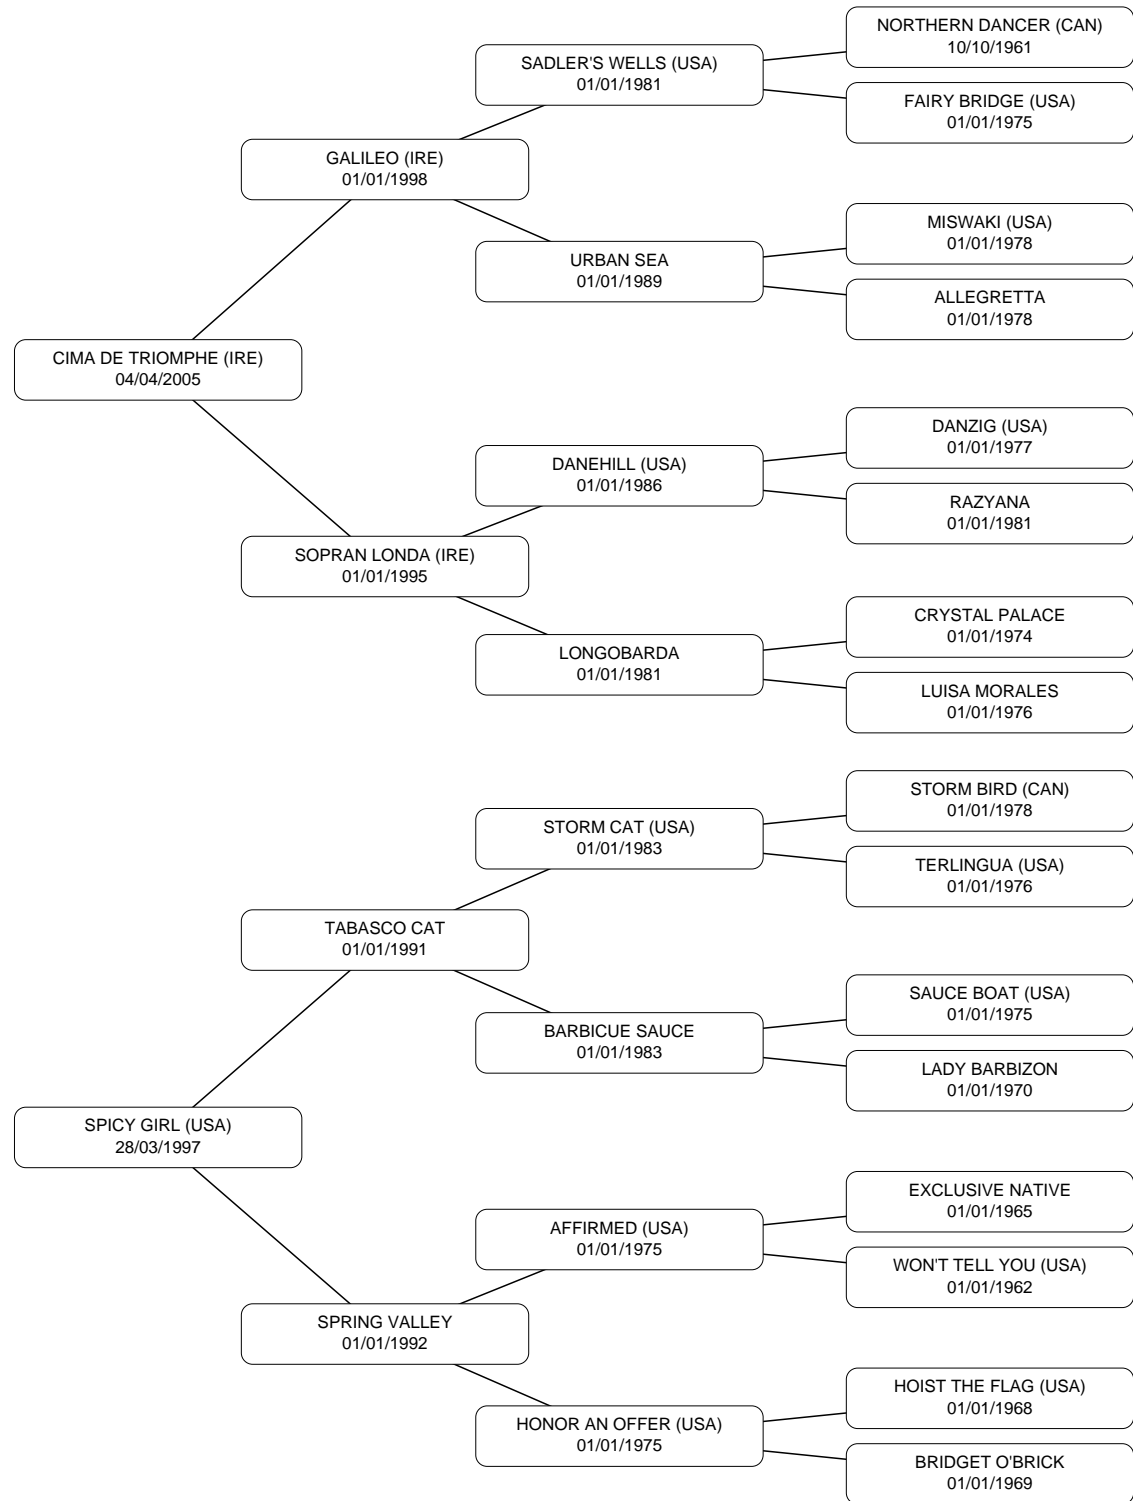 NORTHERN DANCER (CAN)
10/10/1961
SADLER'S WELLS (USA)
01/01/1981
FAIRY BRIDGE (USA)
01/01/1975
GALILEO (IRE)
01/01/1998
MISWAKI (USA)
01/01/1978
URBAN SEA
01/01/1989
ALLEGRETTA
01/01/1978
CIMA DE TRIOMPHE (IRE)
04/04/2005
DANZIG (USA)
01/01/1977
DANEHILL (USA)
01/01/1986
RAZYANA
01/01/1981
SOPRAN LONDA (IRE)
01/01/1995
CRYSTAL PALACE
01/01/1974
LONGOBARDA
01/01/1981
LUISA MORALES
01/01/1976
STORM BIRD (CAN)
01/01/1978
STORM CAT (USA)
01/01/1983
TERLINGUA (USA)
01/01/1976
TABASCO CAT
01/01/1991
SAUCE BOAT (USA)
01/01/1975
BARBICUE SAUCE
01/01/1983
LADY BARBIZON
01/01/1970
SPICY GIRL (USA)
28/03/1997
EXCLUSIVE NATIVE
01/01/1965
AFFIRMED (USA)
01/01/1975
WON'T TELL YOU (USA)
01/01/1962
SPRING VALLEY
01/01/1992
HOIST THE FLAG (USA)
01/01/1968
HONOR AN OFFER (USA)
01/01/1975
BRIDGET O'BRICK
01/01/1969